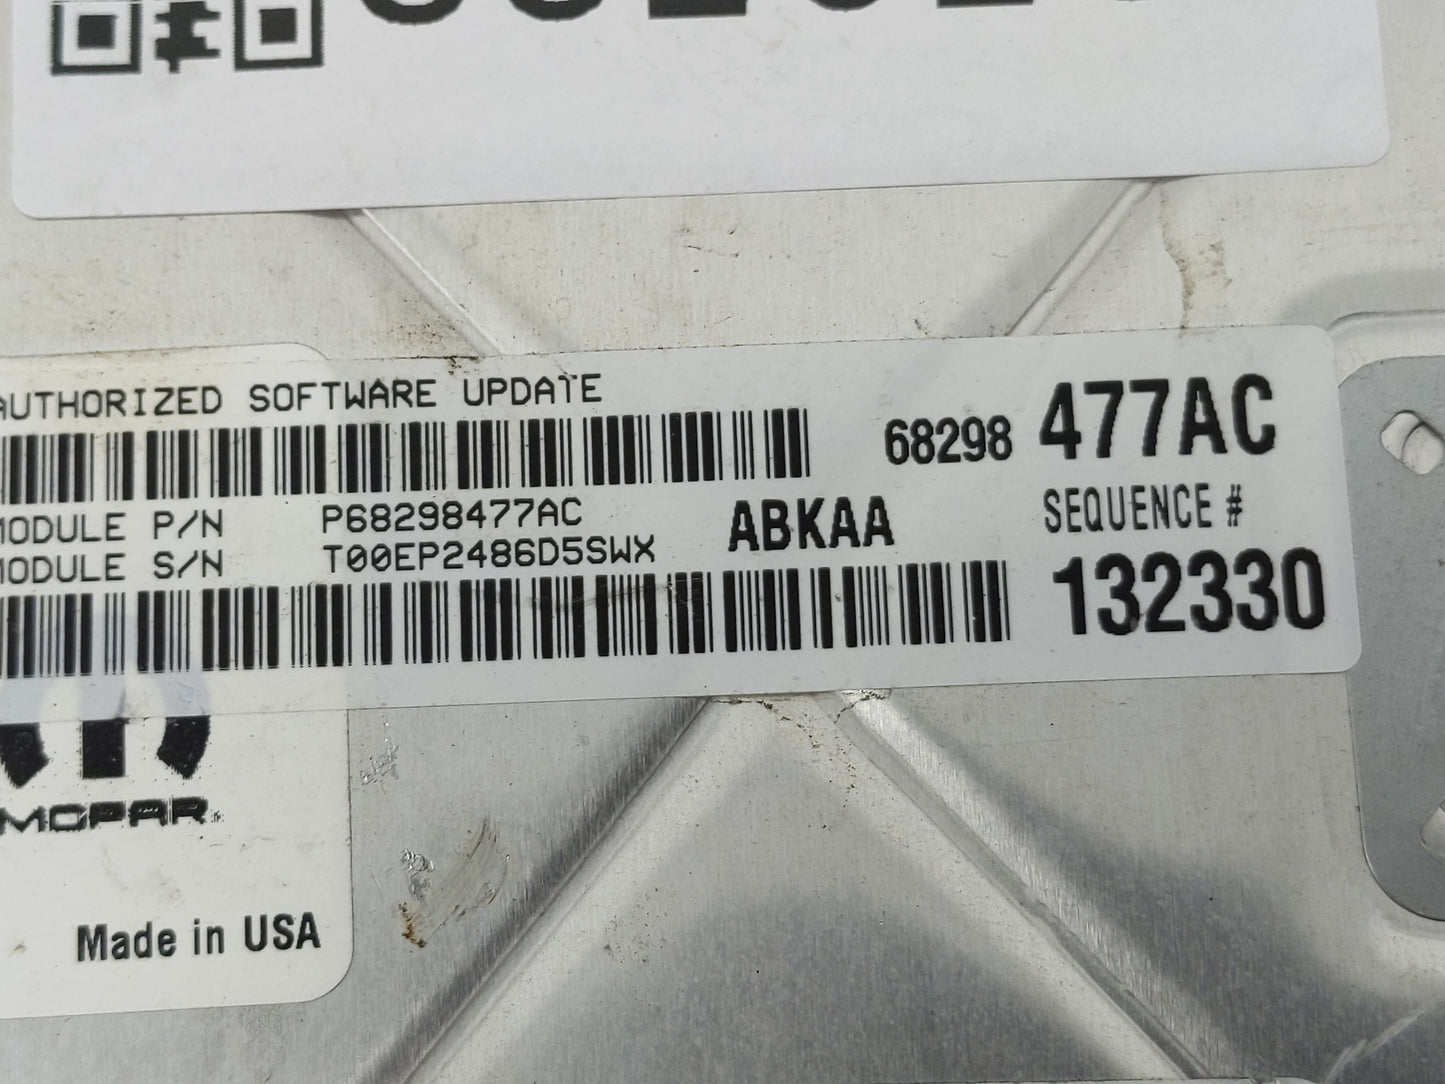 AUTHORIZED SOFTWARE UPDATE
68298 477AC
MODULE P/N P68298477AC
MODULE S/N T00EP2486D5SWX
ABKAA
SEQUENCE #
132330
MOPAR
Made in USA